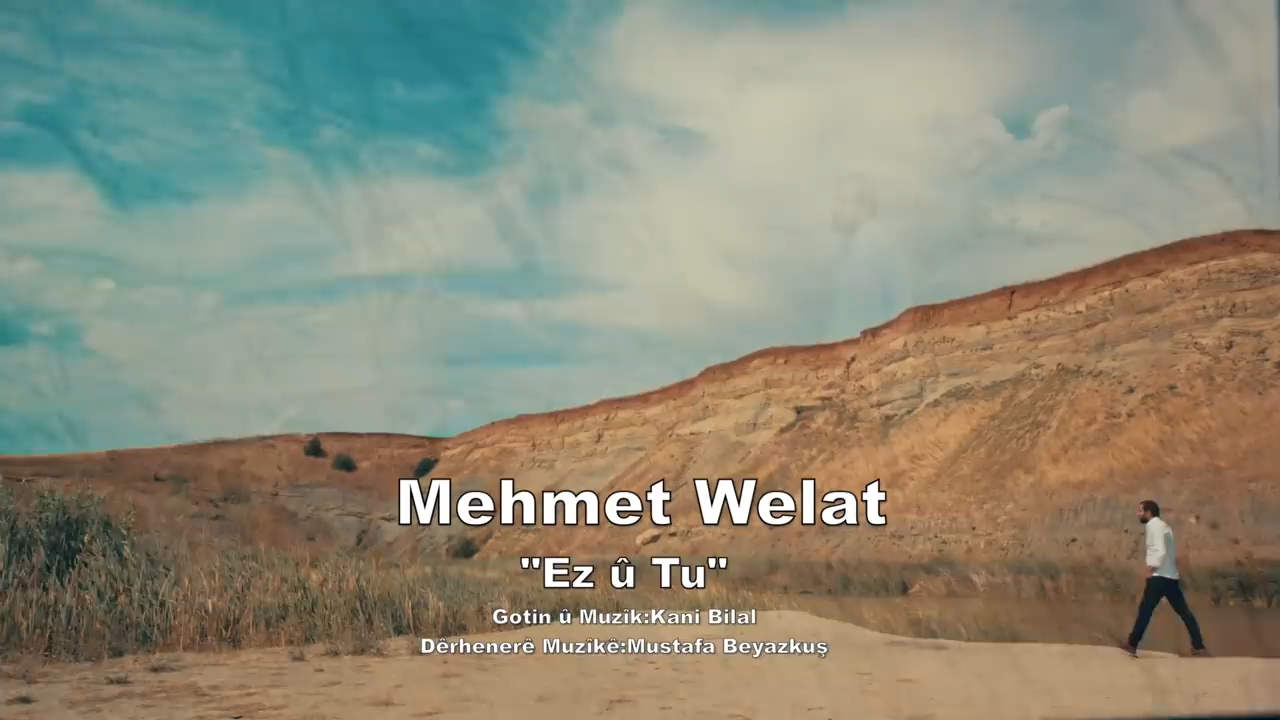 Mehmet Welat
"Ez û Tu"
Gotin û Muzîk:Kani Bilal
Dêrhenerê Muzîkê:Mustafa Beyazkuş